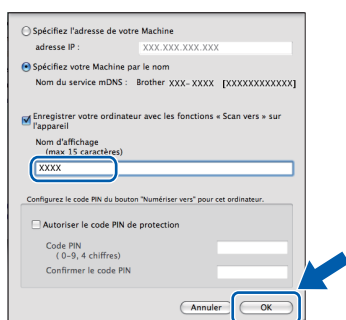 Spécifiez l'adresse de votre Machine
adresse IP : XXX.XXX.XXX.XXX
Spécifiez votre Machine par le nom
Nom du service mDNS : Brother XXX-XXXX [XXXXXXXXXXXX]
Enregistrer votre ordinateur avec les fonctions « Scan vers » sur
l'appareil
Nom d'affichage
(max 15 caractères)
XXXX
Configurez le code PIN du bouton "Numériser vers" pour cet ordinateur.
Autoriser le code PIN de protection
Code PIN
( 0-9, 4 chiffres)
Confirmer le code PIN
Annuler OK